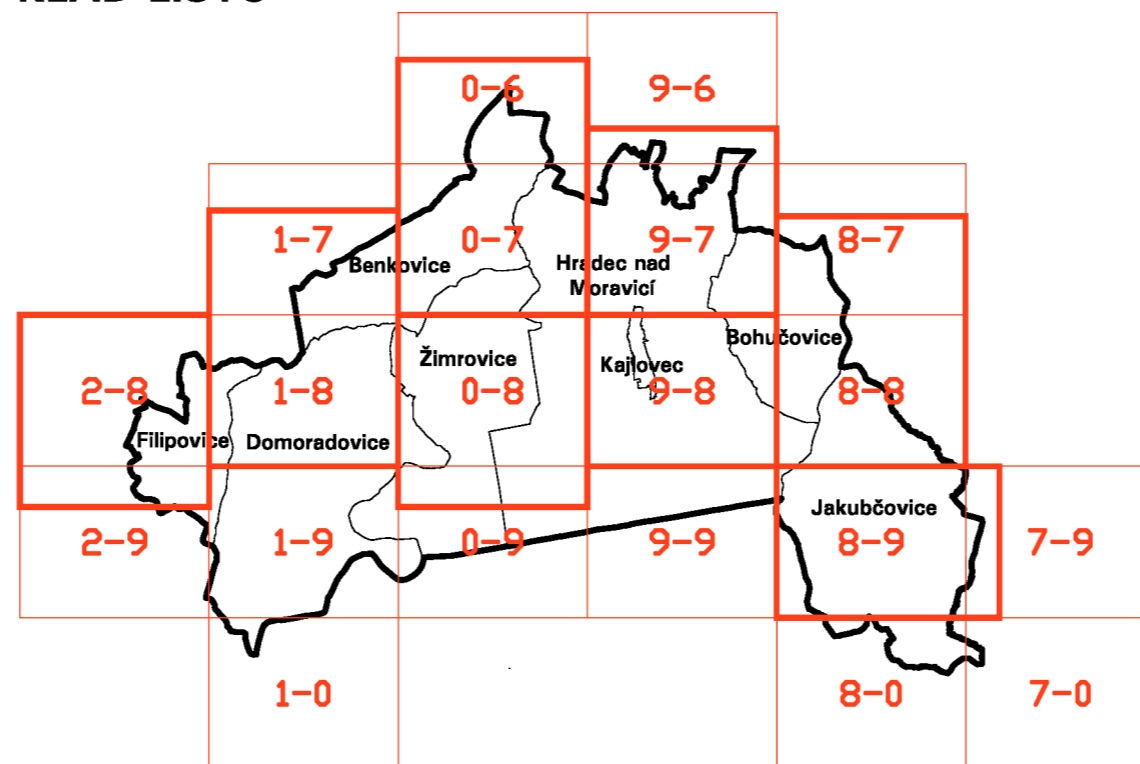 0-6 9-6
1-7 0-7 9-7 8-7
Benkovice
Hradec nad
Moravicí
Bohučovice
Žimrovice
Kajlovec
2-8 1-8 0-8 9-8 8-8
Filipovice
Domoradovice
Jakubčovice
2-9 1-9 0-9 9-9 8-9 7-9
1-0 8-0 7-0